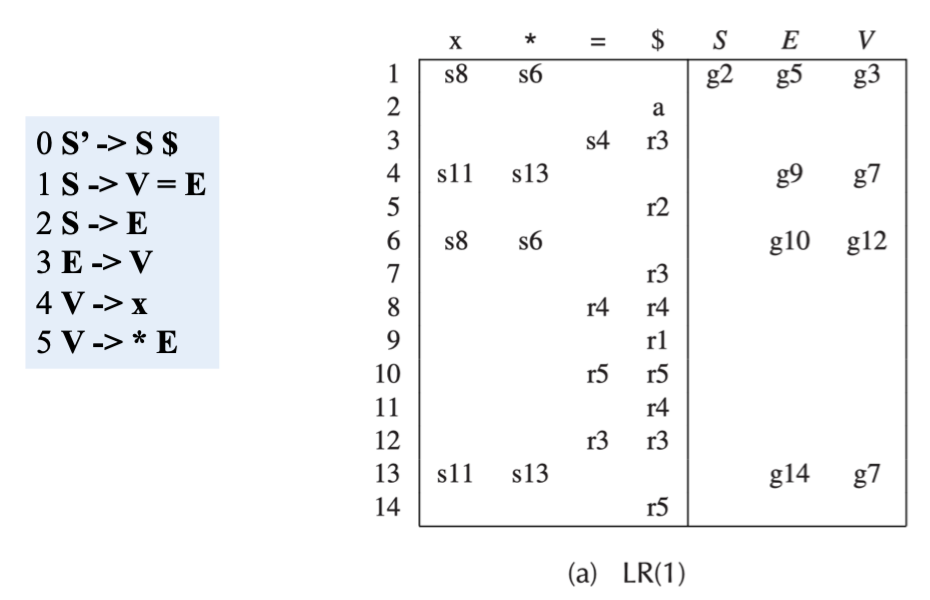 0 S’ -> S $
1 S -> V = E
2 S -> E
3 E -> V
4 V -> x
5 V -> * E
x * = $ S E V
1 s8 s6 g2 g5 g3
2 a
3 s4 r3
4 s11 s13 g9 g7
5 r2
6 s8 s6 g10 g12
7 r3
8 r4 r4
9 r1
10 r5 r5
11 r4
12 r3 r3
13 s11 s13 g14 g7
14 r5
(a) LR(1)